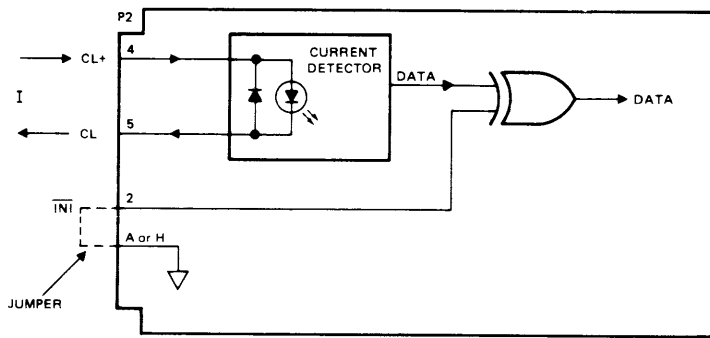 P2
4
CL+
CURRENT
DETECTOR
DATA
DATA
I
CL
5
INI
2
A or H
JUMPER